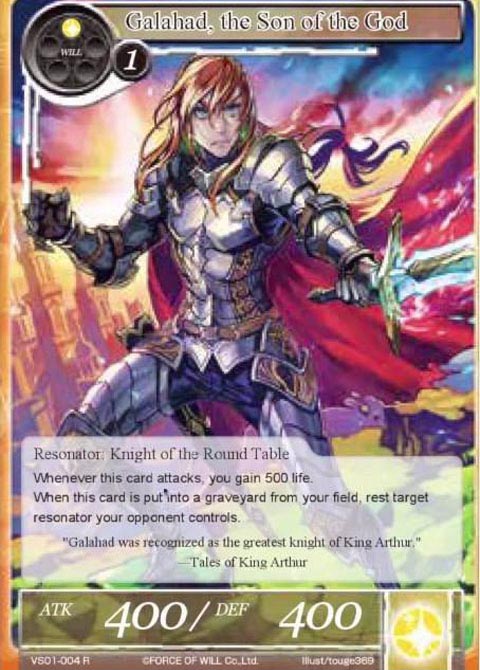 Galahad, the Son of the God
WILL
1
Resonator: Knight of the Round Table
Whenever this card attacks, you gain 500 life.
When this card is put into a graveyard from your field, rest target
resonator your opponent controls.
"Galahad was recognized as the greatest knight of King Arthur."
—Tales of King Arthur
ATK 400/ DEF 400
VS01-004 R ©FORCE OF WILL Co.,Ltd. Illust/touge369